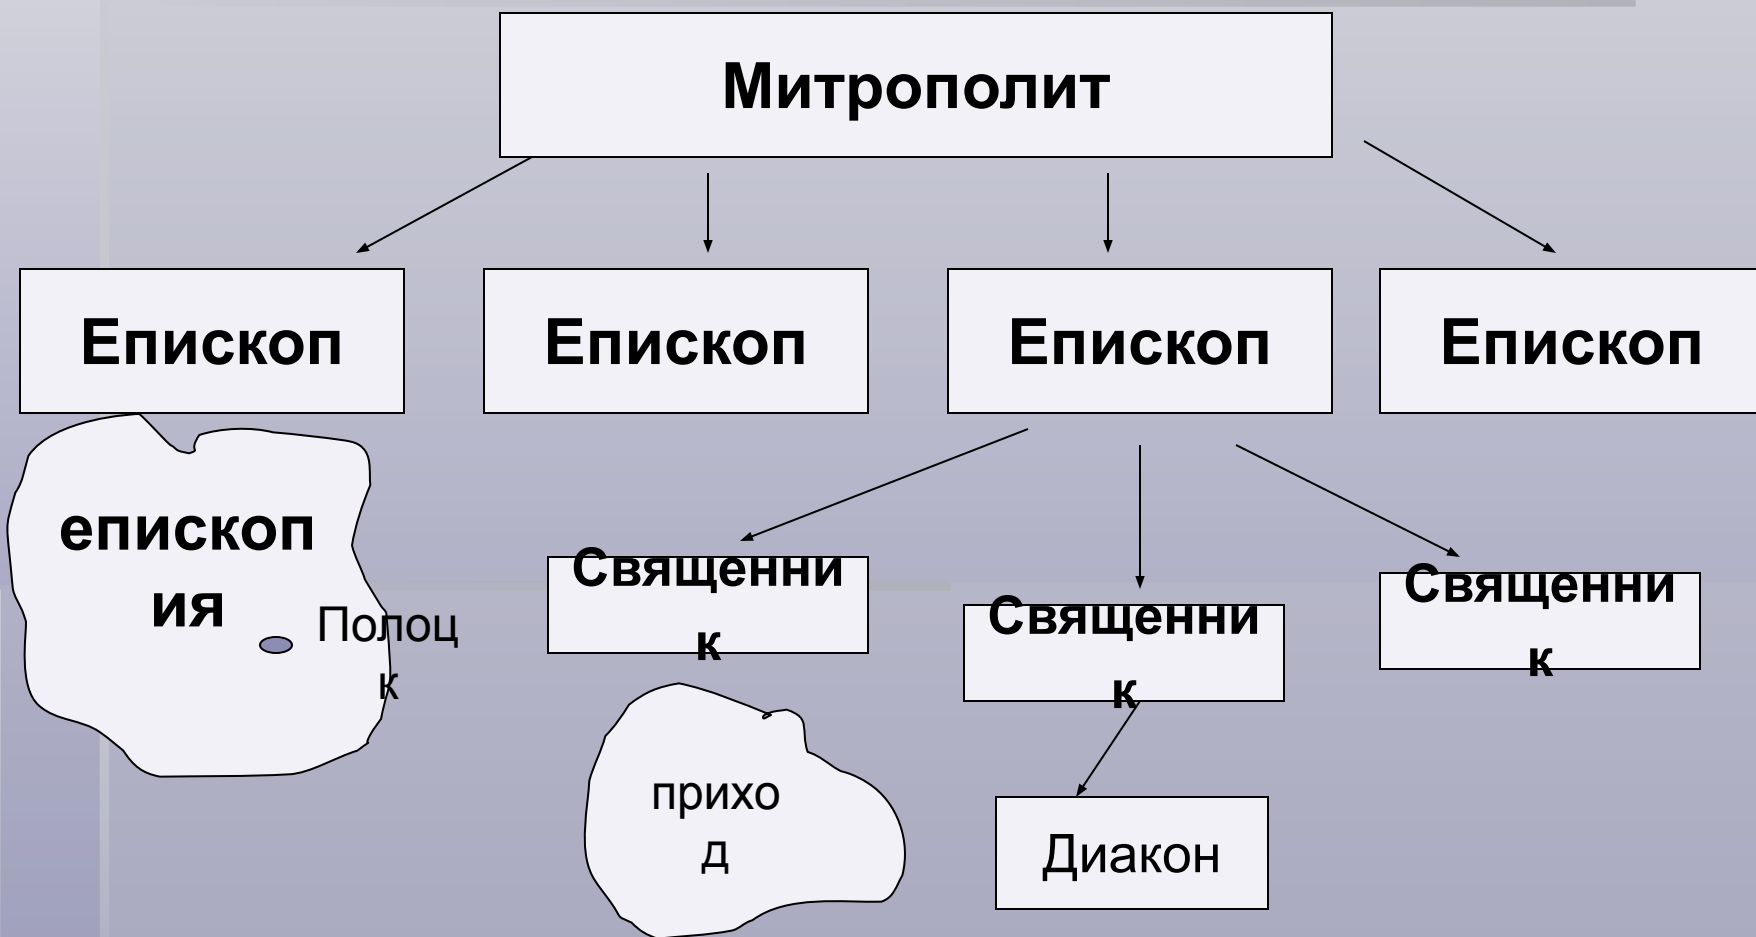 Митрополит
Епископ
Епископ
Епископ
Епископ
епископ
ия
Полоц
к
Священни
к
Священни
к
Священни
к
прихо
д
Диакон